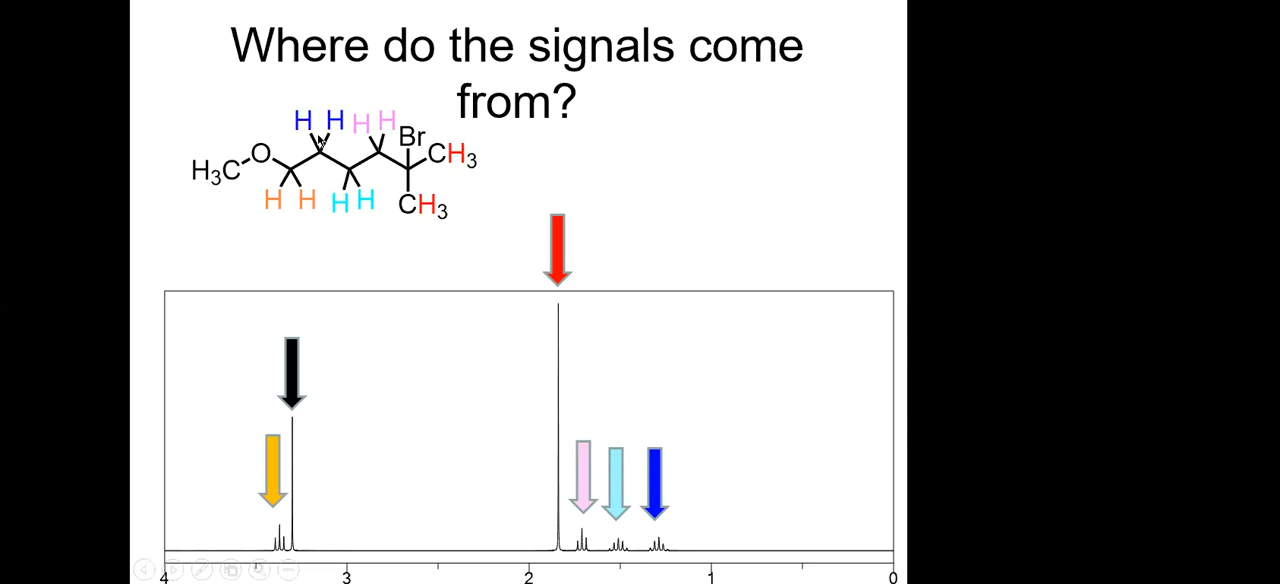 Where do the signals come
from?
H H H H
Br
O CH3
H3C
H H H H CH3
4 3 2 1 0